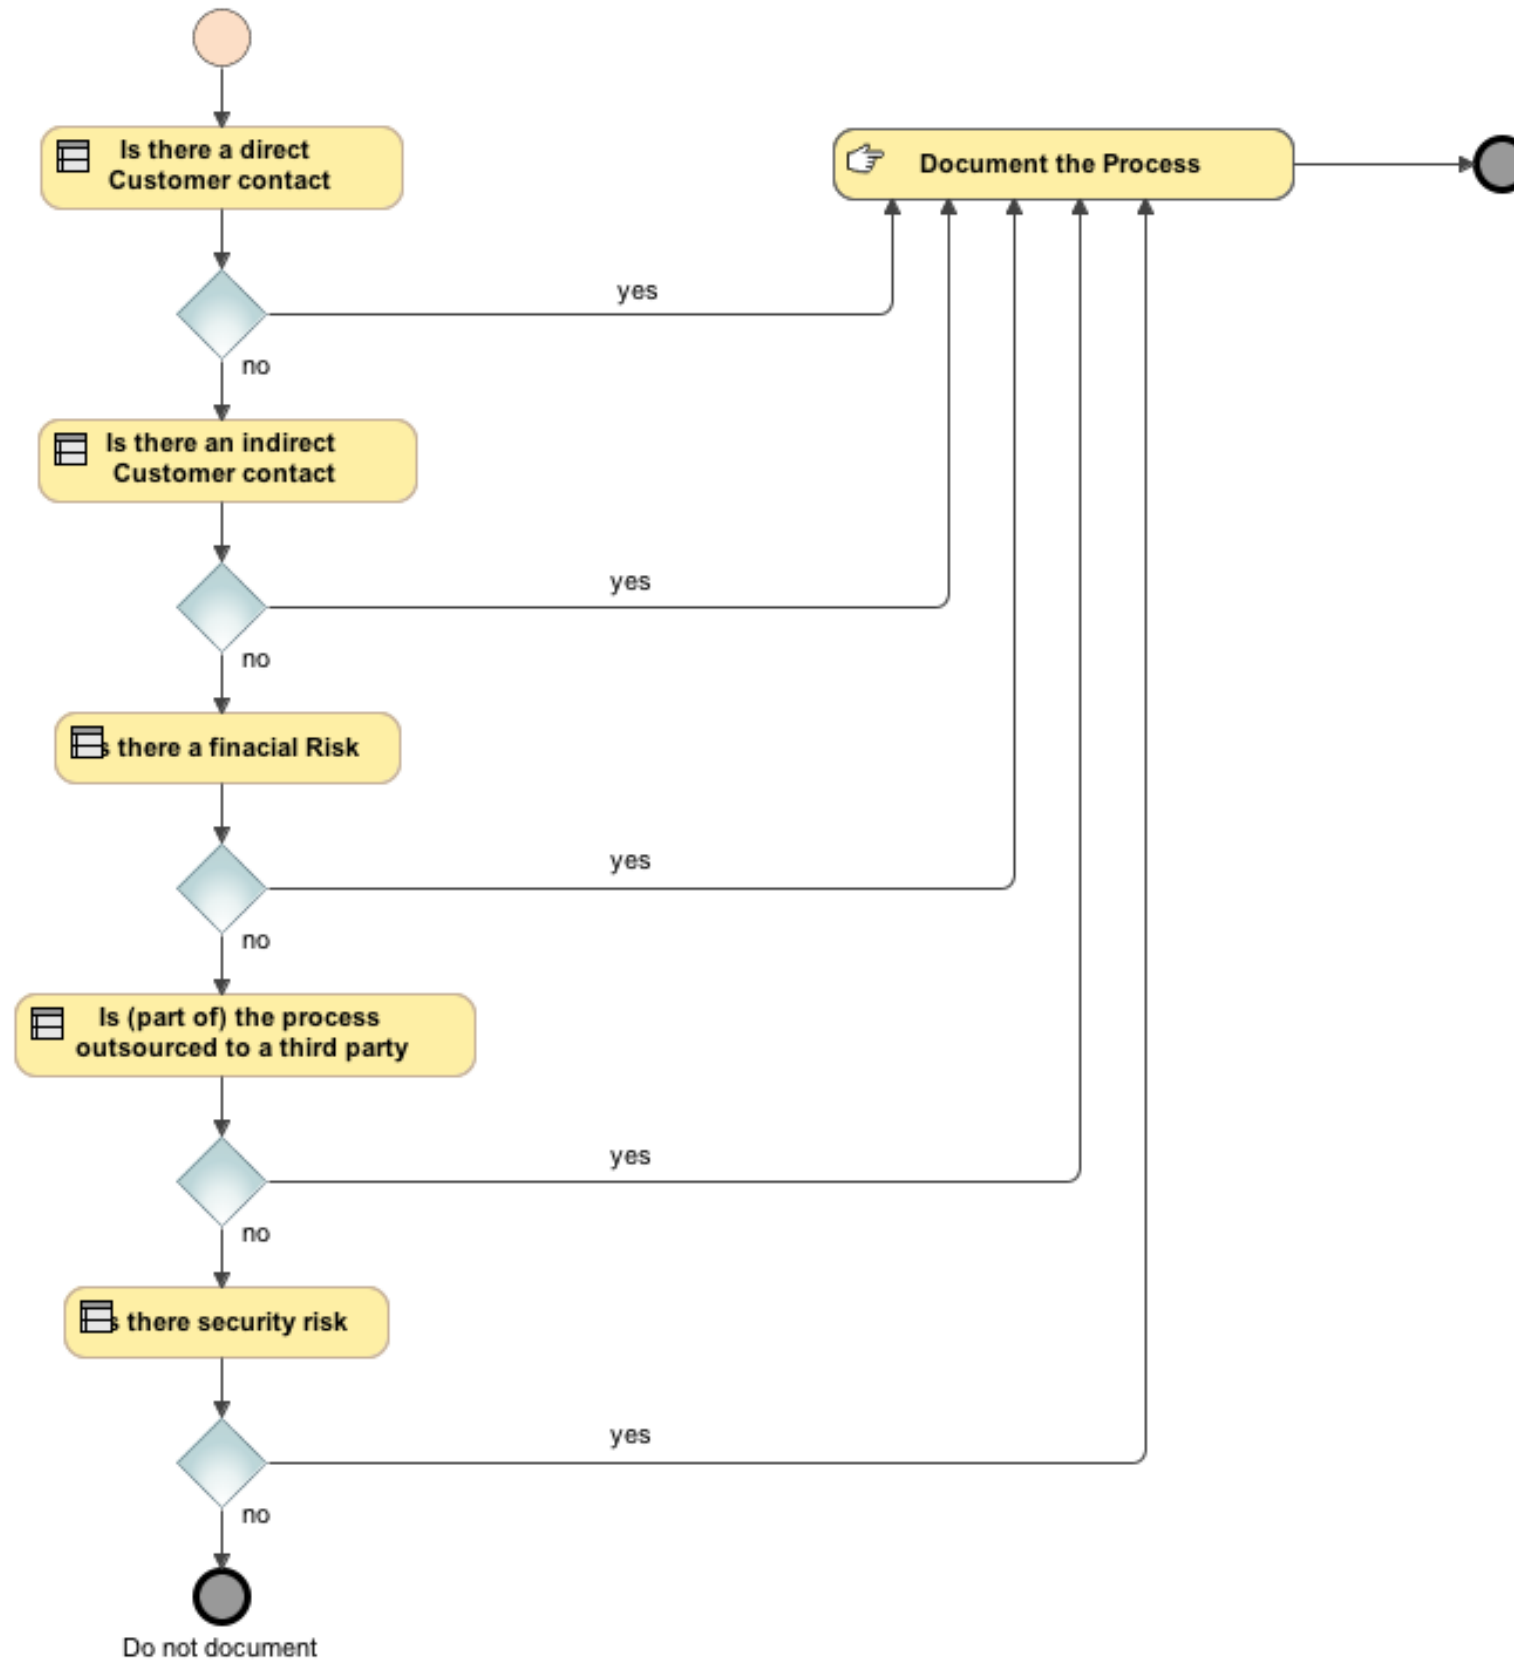 Is there a direct
Customer contact
Document the Process
yes
no
Is there an indirect
Customer contact
yes
no
s there a finacial Risk
yes
no
Is (part of) the process
outsourced to a third party
yes
no
s there security risk
yes
no
Do not document